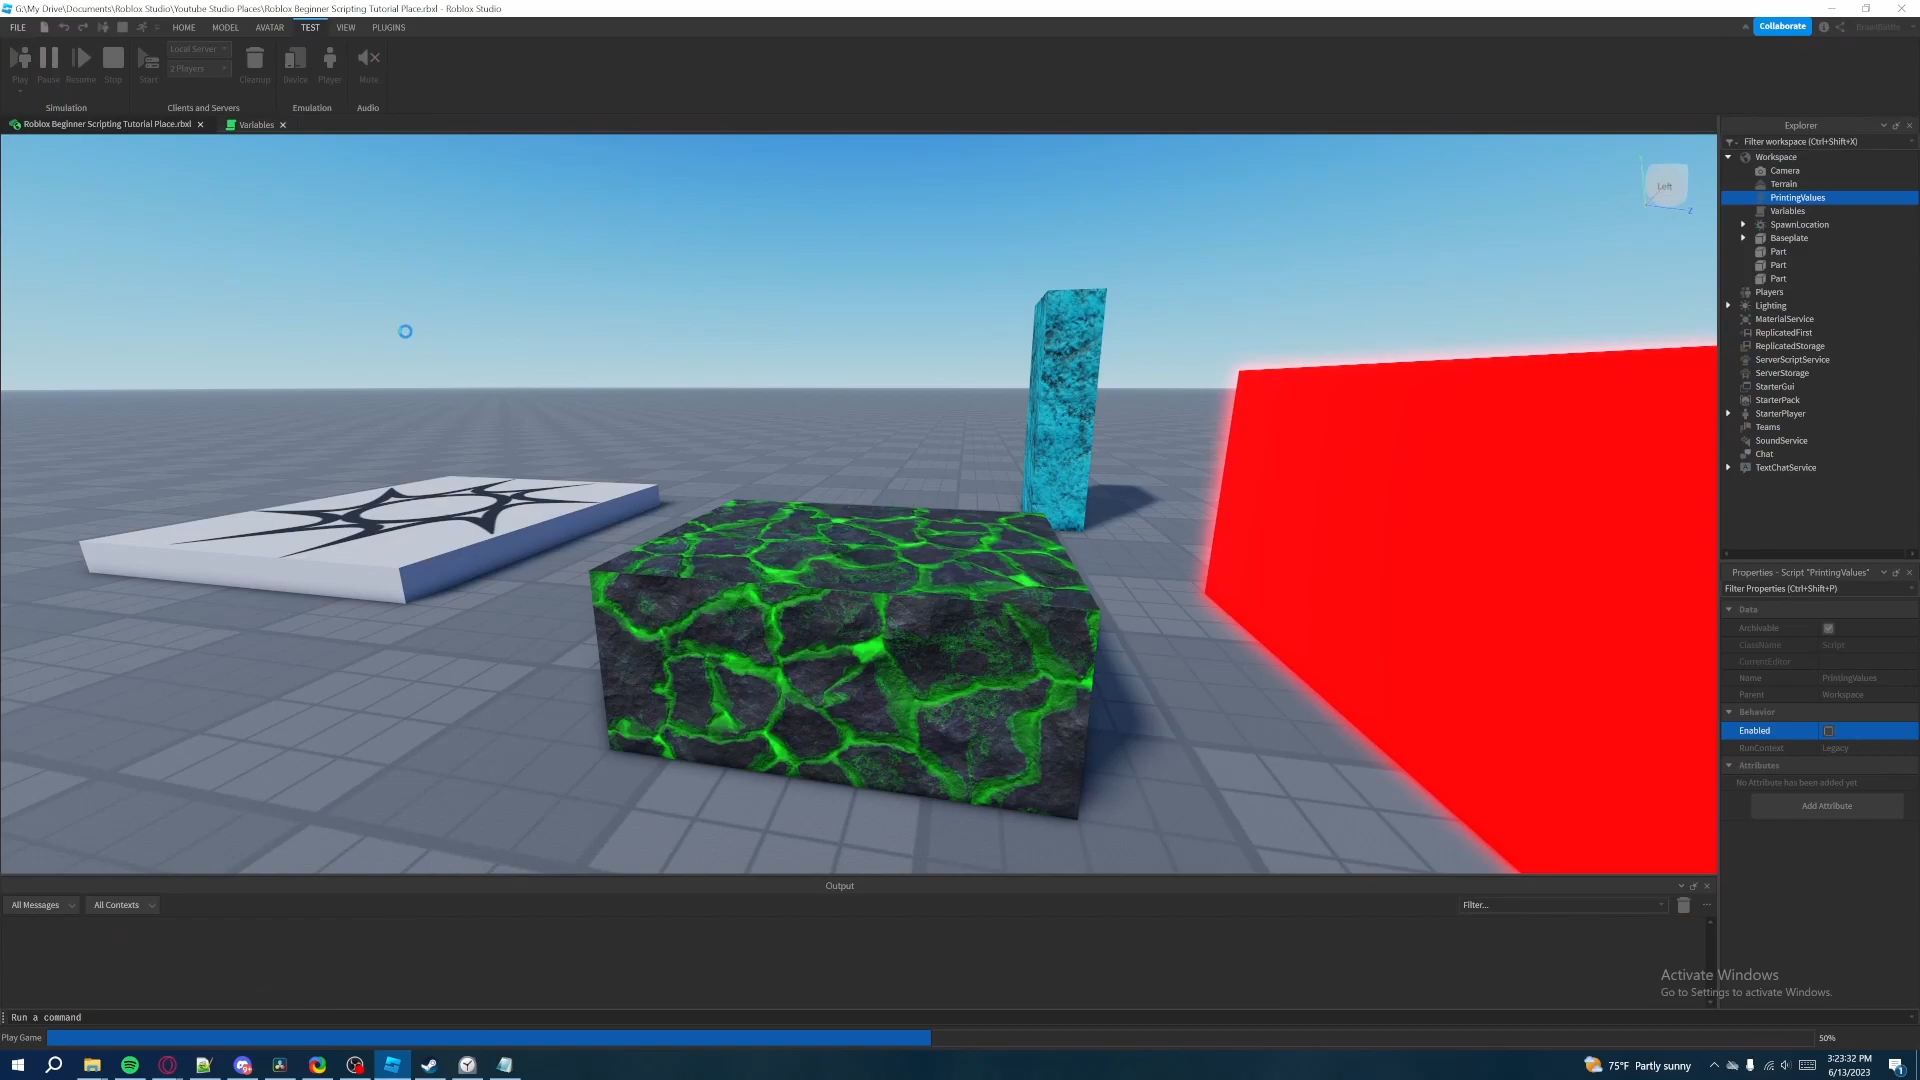 G:\My Drive\Documents\Roblox Studio\Youtube Studio Places\Roblox Beginner Scripting Tutorial Place.rbxl - Roblox Studio
FILE HOME MODEL AVATAR TEST VIEW PLUGINS Collaborate
Play Pause Resume Stop Start Local Server 2 Players Cleanup Device Player Mute
Simulation Clients and Servers Emulation Audio
Roblox Beginner Scripting Tutorial Place.rbxl Variables
Left
Z
Explorer
Filter workspace (Ctrl+Shift+X)
Workspace
Camera
Terrain
PrintingValues
Variables
SpawnLocation
Baseplate
Part
Part
Part
Players
Lighting
MaterialService
ReplicatedFirst
ReplicatedStorage
ServerScriptService
ServerStorage
StarterGui
StarterPack
StarterPlayer
Teams
SoundService
Chat
TextChatService
Properties - Script "PrintingValues"
Filter Properties (Ctrl+Shift+P)
Data
Archivable
ClassName Script
CurrentEditor
Name PrintingValues
Parent Workspace
Behavior
Enabled
RunContext Legacy
Attributes
No Attribute has been added yet
Add Attribute
Output
All Messages All Contexts Filter...
Activate Windows
Go to Settings to activate Windows.
Run a command
Play Game 50%
75°F Partly sunny
3:23:32 PM
6/13/2023
1